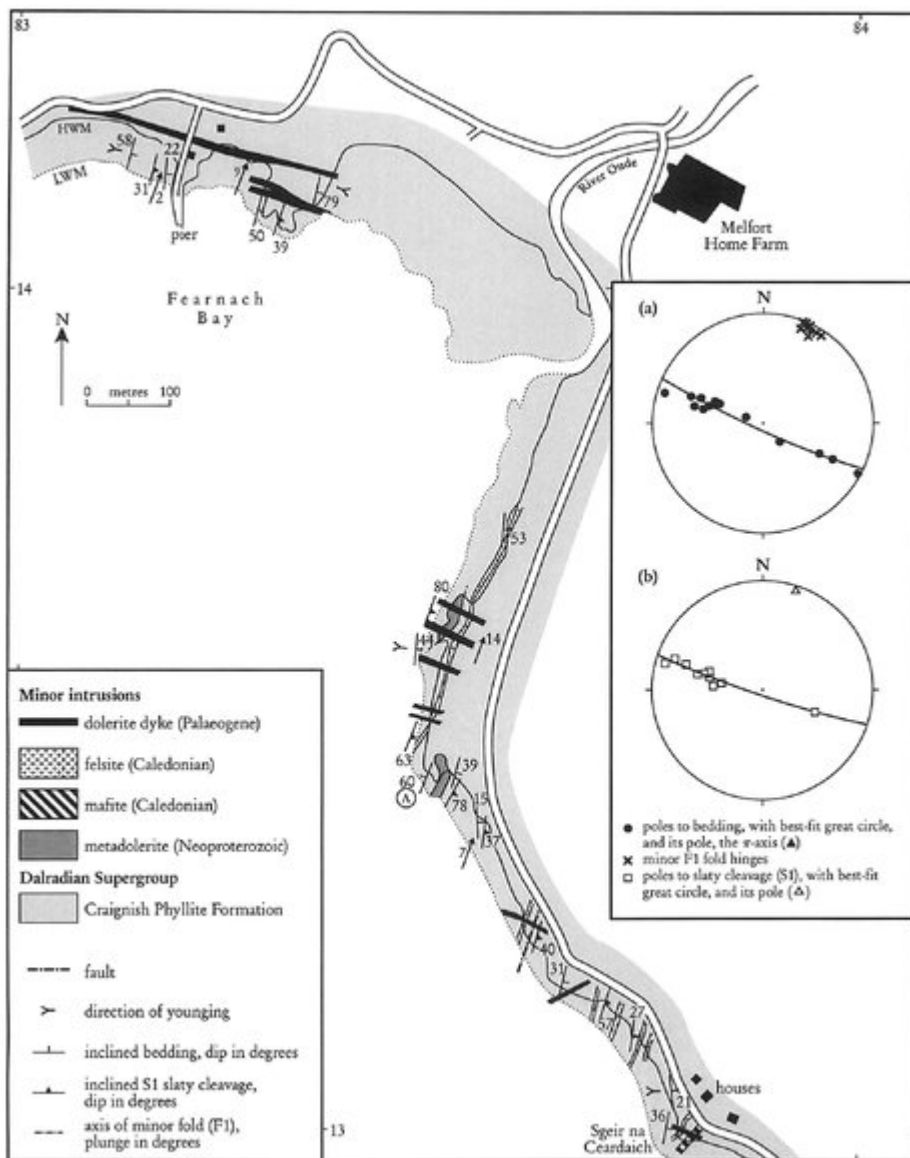 83
84
HWM
LWM
58
22
31
2
pier
7
50
39
79
River Oude
Melfort
Home Farm
14
Fearnach
Bay
N
0 metres 100
53
80
44
14
63
60
A
39
78
15
37
7
40
31
27
houses
21
36
Sgeir na
Ceardaich
13
(a)
N
(b)
N
poles to bedding, with best-fit great circle,
and its pole, the π-axis (▲)
minor F1 fold hinges
poles to slaty cleavage (S1), with best-fit
great circle, and its pole (△)
Minor intrusions
dolerite dyke (Palaeogene)
felsite (Caledonian)
mafite (Caledonian)
metadolerite (Neoproterozoic)
Dalradian Supergroup
Craignish Phyllite Formation
fault
direction of younging
inclined bedding, dip in degrees
inclined S1 slaty cleavage,
dip in degrees
axis of minor fold (F1),
plunge in degrees